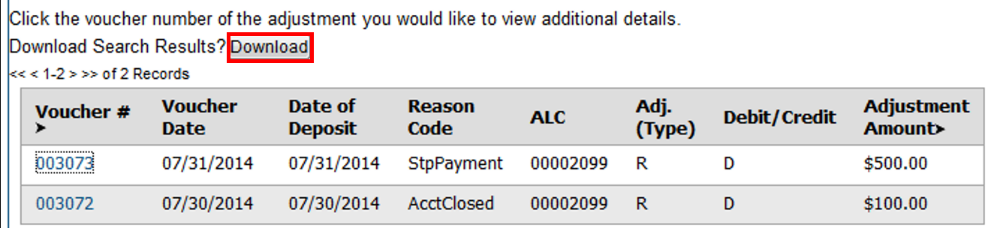 Click the voucher number of the adjustment you would like to view additional details.
Download Search Results? Download
<< < 1-2 > >> of 2 Records
Voucher # Voucher Date Date of Deposit Reason Code ALC Adj. (Type) Debit/Credit Adjustment Amount
003073 07/31/2014 07/31/2014 StpPayment 00002099 R D $500.00
003072 07/30/2014 07/30/2014 AcctClosed 00002099 R D $100.00